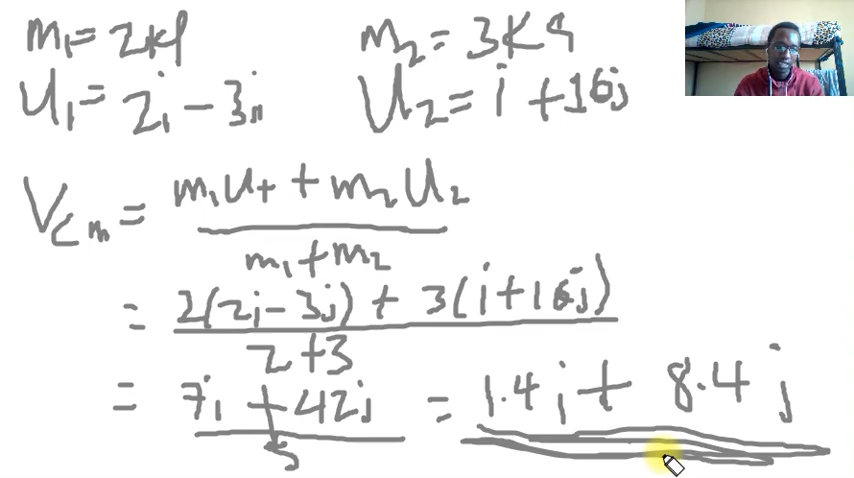 m₁ = 2kg m₂ = 3Kg
U₁ = 2i - 3j U₂ = i + 16j
V_cm = m₁U₁ + m₂U₂
m₁ + m₂
= 2(2i - 3j) + 3(i + 16j)
2 + 3
= 7i + 42j = 1.4i + 8.4j
5